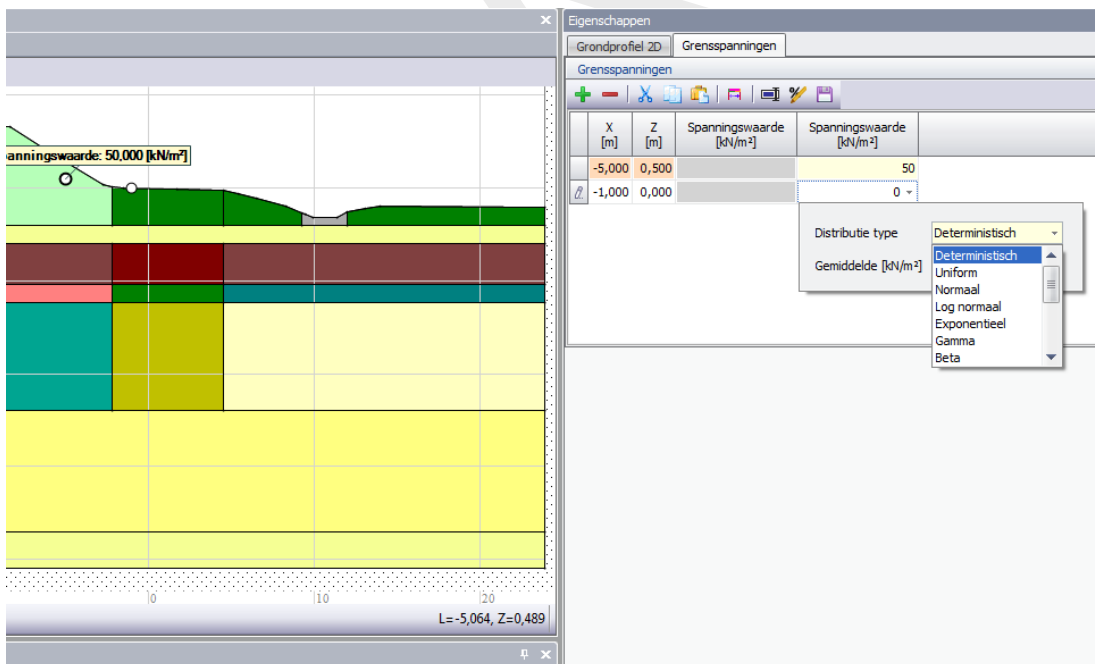 Eigenschappen
Grondprofiel 2D Grensspanningen
Grensspanningen
X [m] Z [m] Spanningswaarde [kN/m²] Spanningswaarde [kN/m²]
-5,000 0,500 50
-1,000 0,000 0
Distributie type Deterministisch
Gemiddelde [kN/m²]
Deterministisch
Uniform
Normaal
Log normaal
Exponentieel
Gamma
Beta
panningswaarde: 50,000 [kN/m²]
0 10 20
L=-5,064, Z=0,489